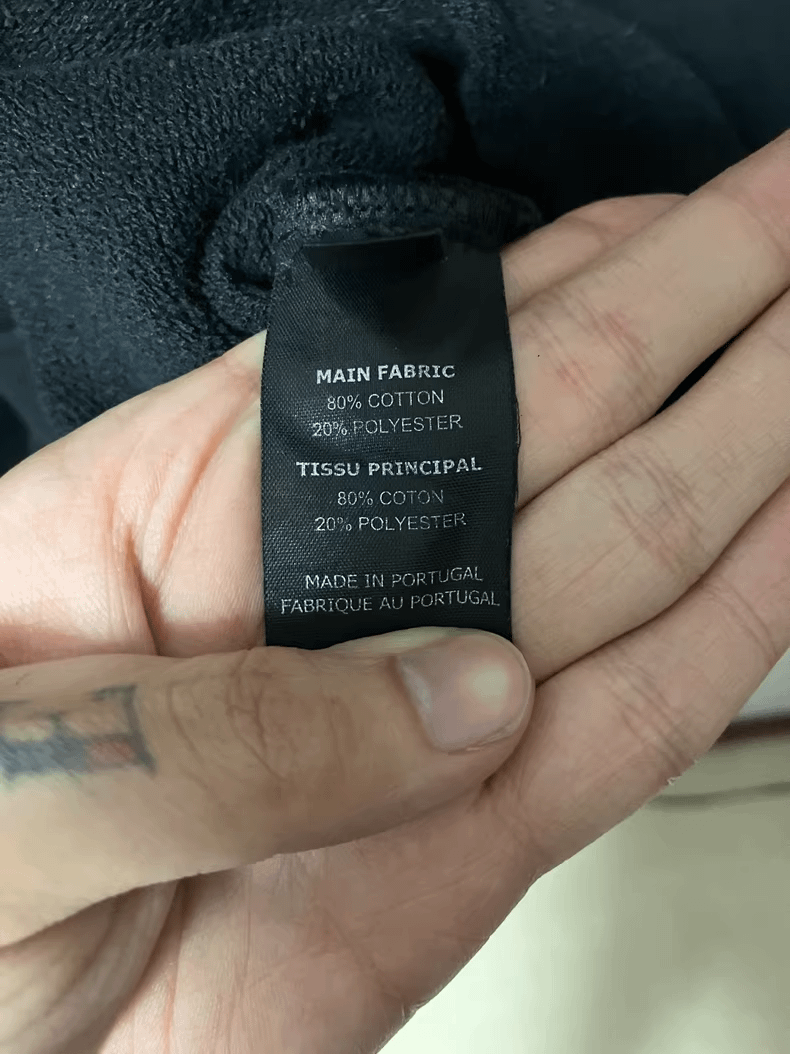 MAIN FABRIC
80% COTTON
20% POLYESTER
TISSU PRINCIPAL
80% COTON
20% POLYESTER
MADE IN PORTUGAL
FABRIQUE AU PORTUGAL